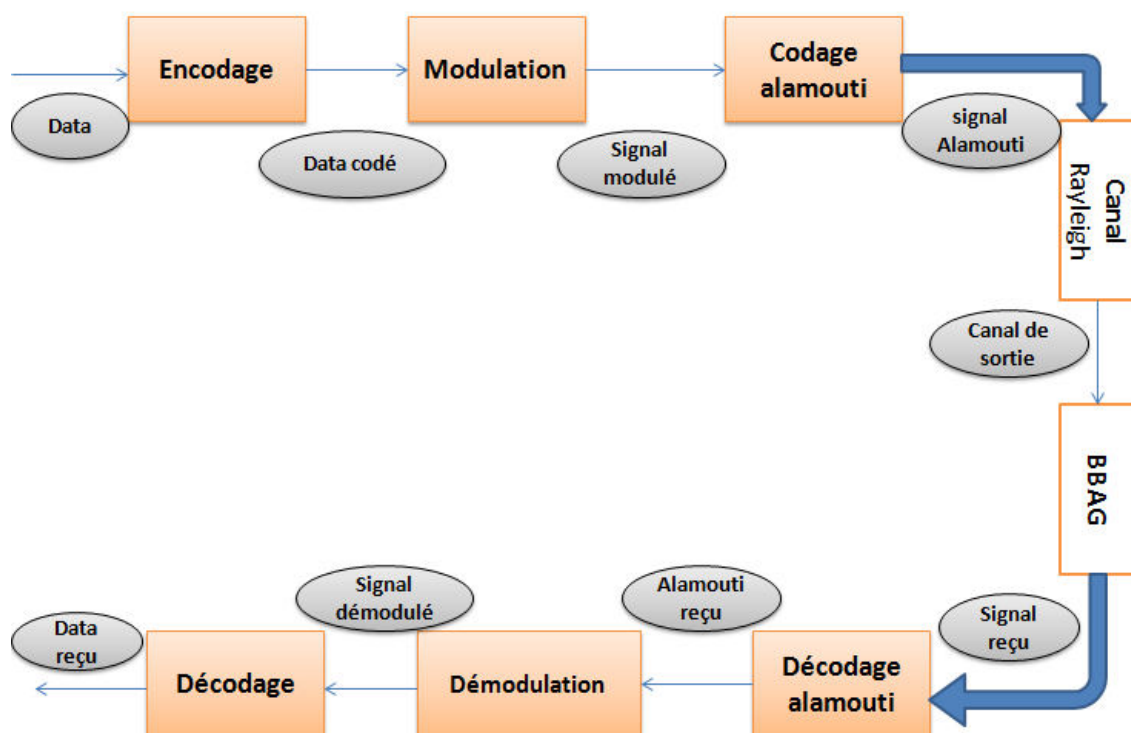 Encodage
Modulation
Codage
alamouti
Data
Data codé
Signal
modulé
signal
Alamouti
Canal
Rayleigh
Canal de
sortie
BBAG
Signal
reçu
Alamouti
reçu
Signal
démodulé
Data
reçu
Décodage
alamouti
Démodulation
Décodage